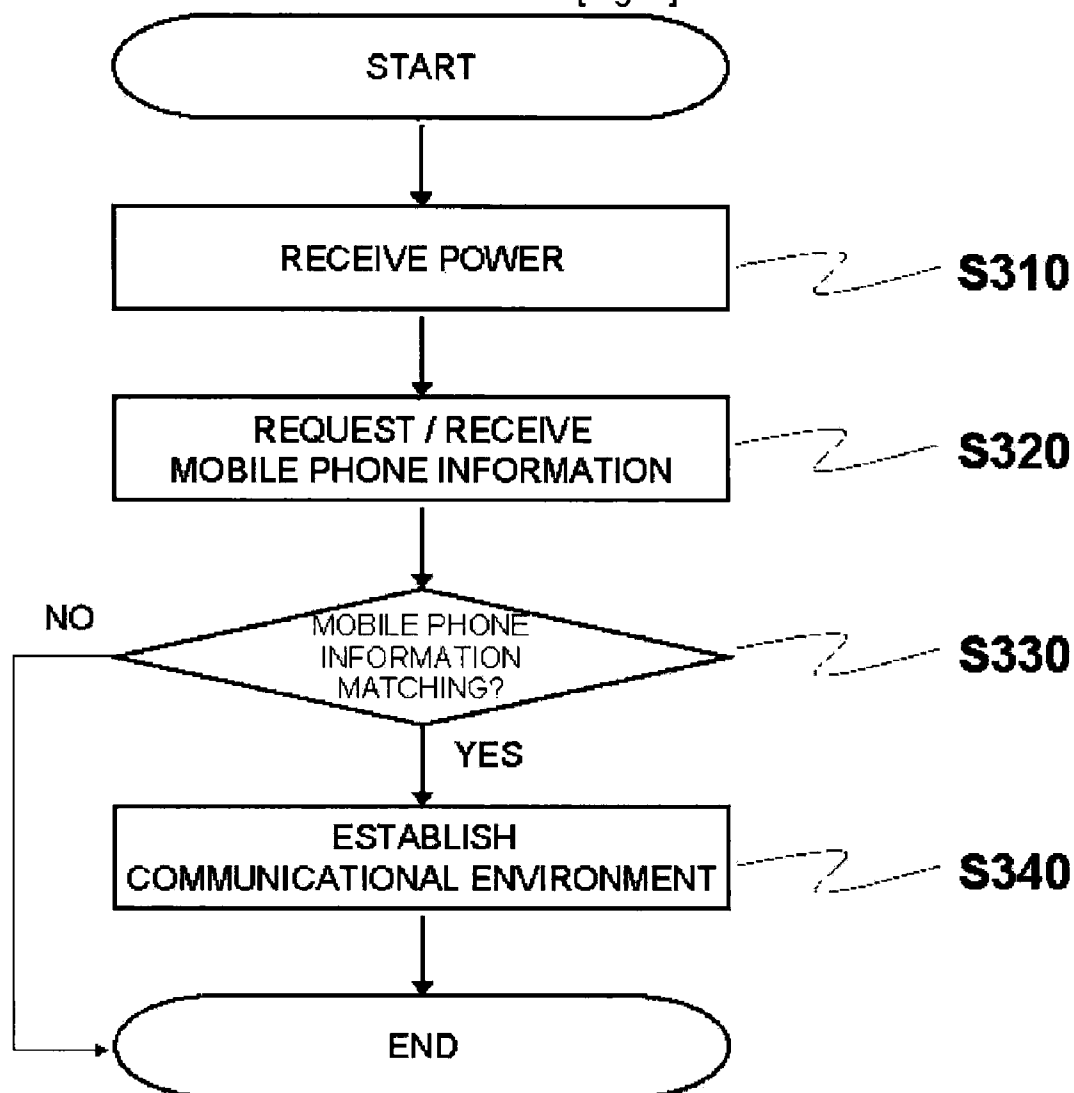 START
RECEIVE POWER
S310
REQUEST / RECEIVE
MOBILE PHONE INFORMATION
S320
NO
MOBILE PHONE
INFORMATION
MATCHING?
S330
YES
ESTABLISH
COMMUNICATIONAL ENVIRONMENT
S340
END